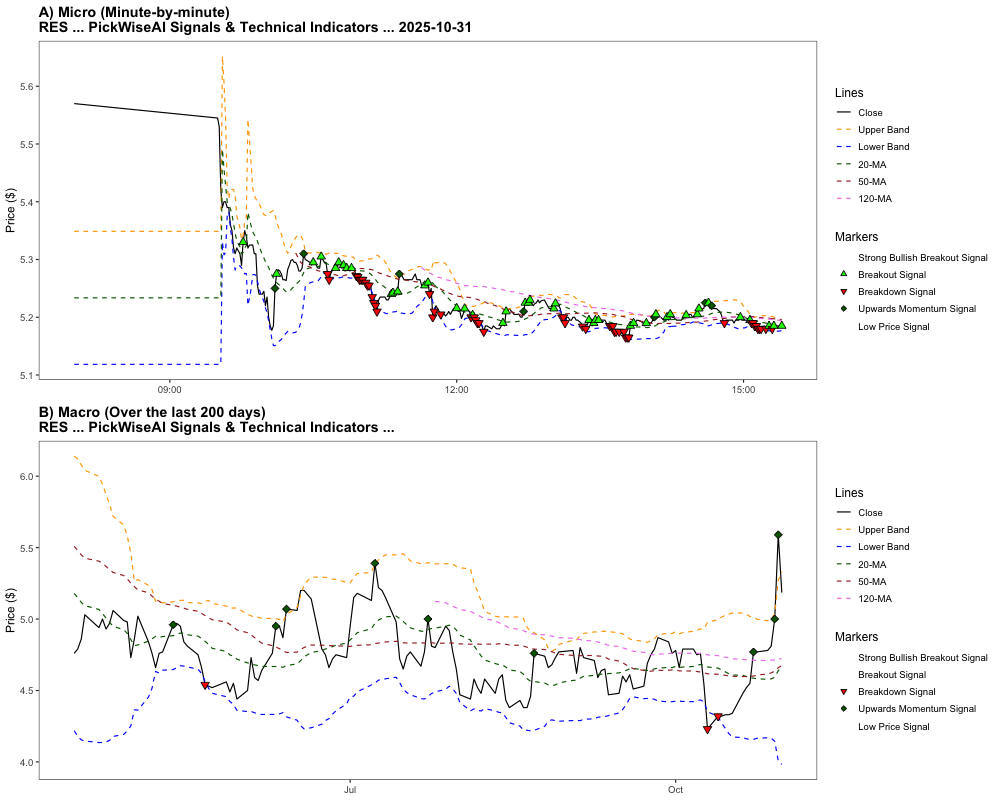 A) Micro (Minute-by-minute)
RES ... PickWiseAI Signals & Technical Indicators ... 2025-10-31
Price ($)
5.6
5.5
5.4
5.3
5.2
5.1
09:00
12:00
15:00
Lines
Close
Upper Band
Lower Band
20-MA
50-MA
120-MA
Markers
Strong Bullish Breakout Signal
Breakout Signal
Breakdown Signal
Upwards Momentum Signal
Low Price Signal
B) Macro (Over the last 200 days)
RES ... PickWiseAI Signals & Technical Indicators ...
Price ($)
6.0
5.5
5.0
4.5
4.0
Jul
Oct
Lines
Close
Upper Band
Lower Band
20-MA
50-MA
120-MA
Markers
Strong Bullish Breakout Signal
Breakout Signal
Breakdown Signal
Upwards Momentum Signal
Low Price Signal